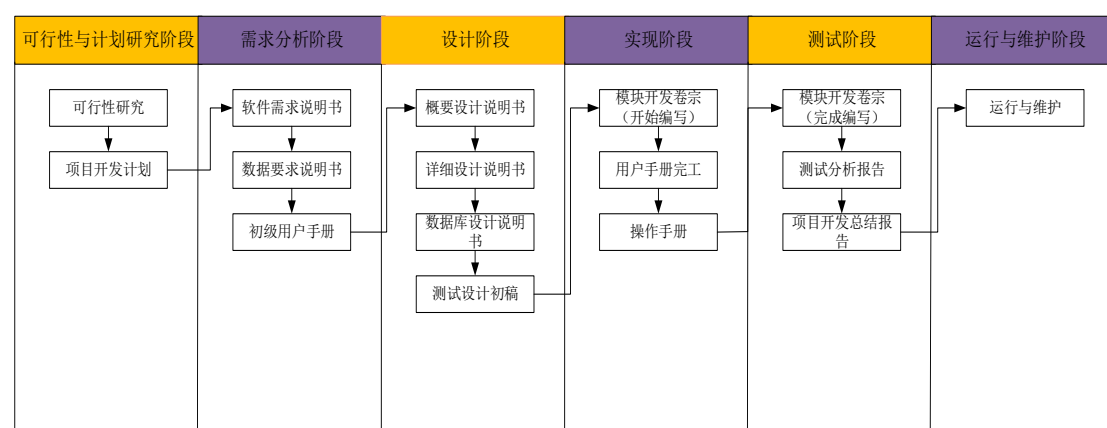 可行性与计划研究阶段
需求分析阶段
设计阶段
实现阶段
测试阶段
运行与维护阶段
可行性研究
项目开发计划
软件需求说明书
数据要求说明书
初级用户手册
概要设计说明书
详细设计说明书
数据库设计说明
书
测试设计初稿
模块开发卷宗
（开始编写）
用户手册完工
操作手册
模块开发卷宗
（完成编写）
测试分析报告
项目开发总结报
告
运行与维护